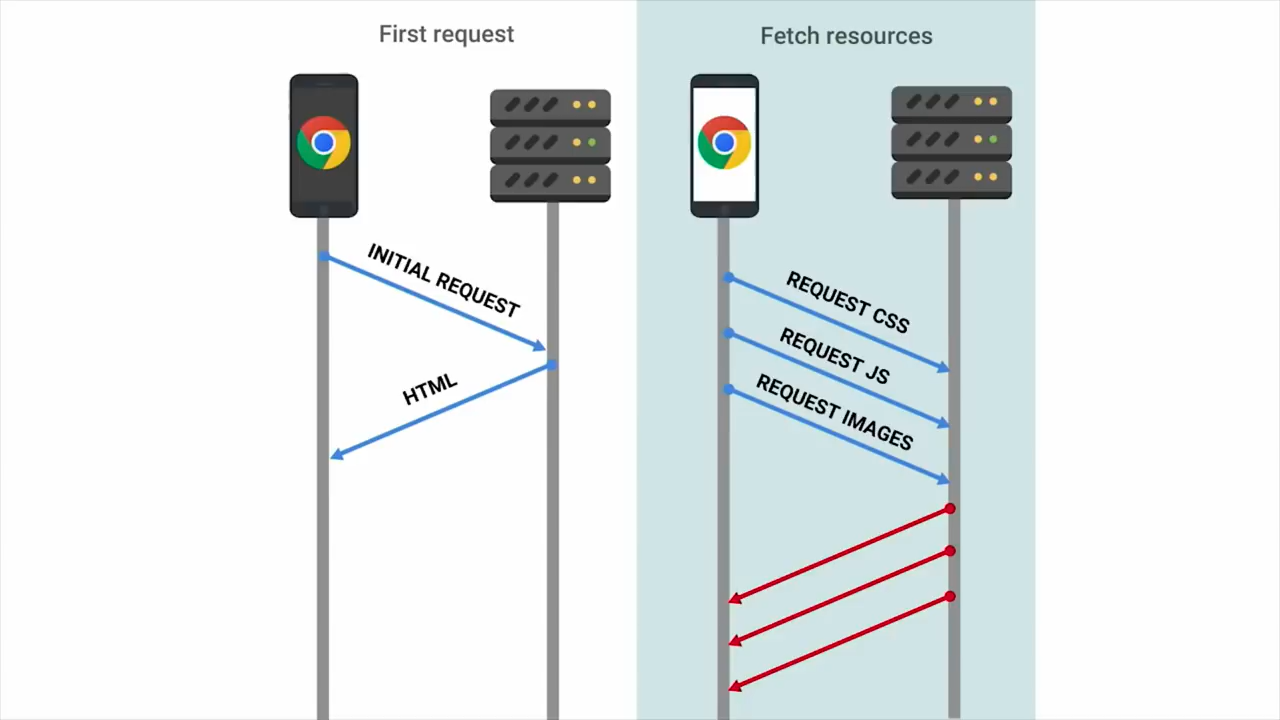 First request
Fetch resources
INITIAL REQUEST
HTML
REQUEST CSS
REQUEST JS
REQUEST IMAGES